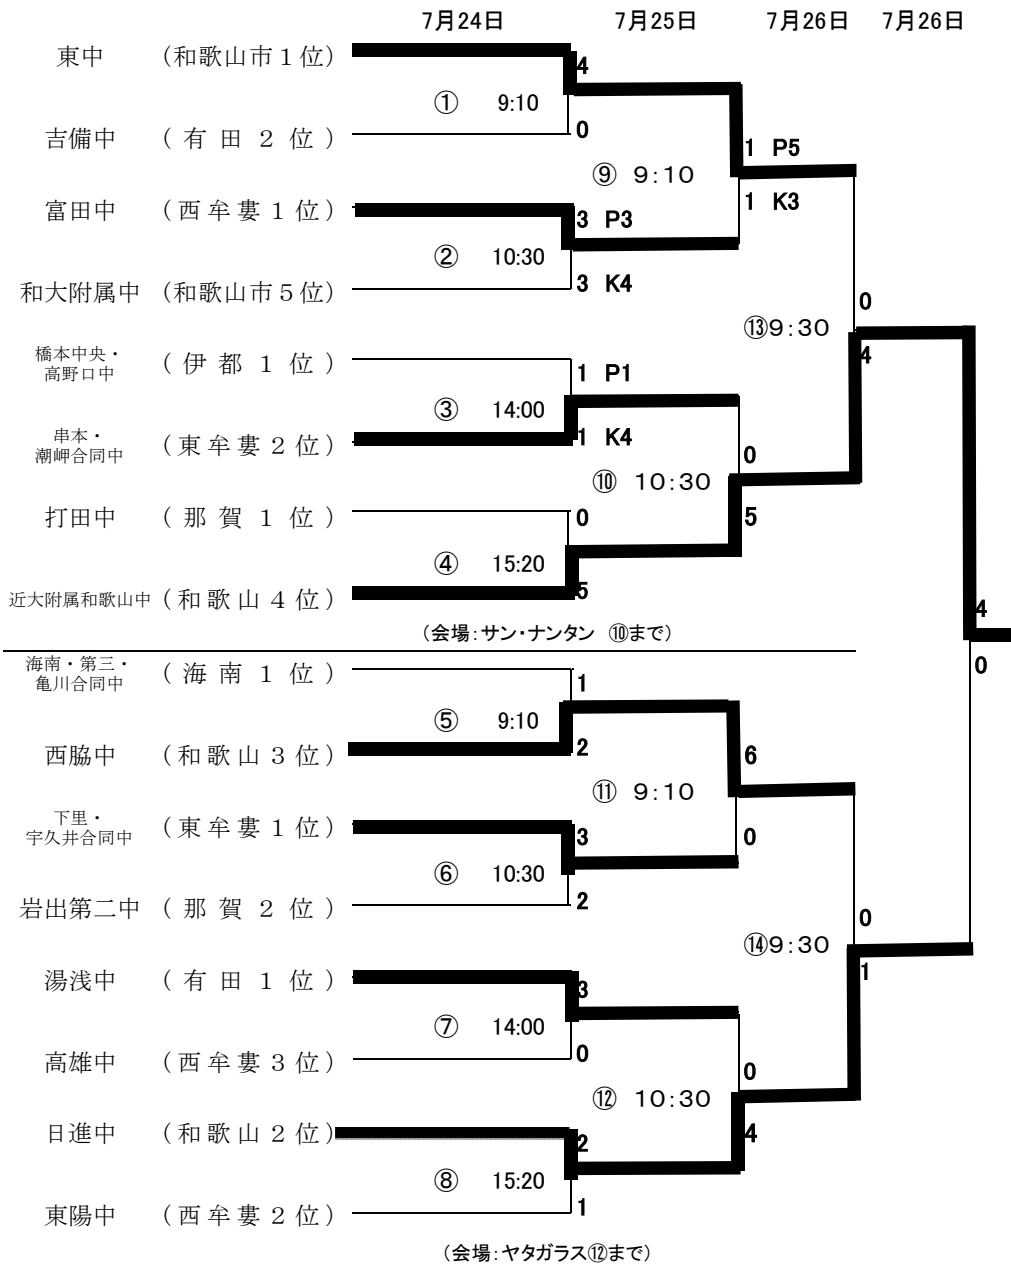 7月24日 7月25日 7月26日 7月26日
東中 (和歌山市1位)
4
① 9:10
吉備中 (有田2位)
0
1 P5
⑨ 9:10
富田中 (西牟婁1位)
1 K3
3 P3
② 10:30
和大附属中 (和歌山市5位)
3 K4
0
⑬9:30
橋本中央・
高野口中
(伊都1位)
4
1 P1
③ 14:00
串本・
潮岬合同中
(東牟婁2位)
1 K4
0
⑩ 10:30
打田中 (那賀1位)
0
5
④ 15:20
近大附属和歌山中 (和歌山4位)
5
4
(会場:サン・ナンタン ⑩まで)
海南・第三・
亀川合同中
(海南1位)
0
1
⑤ 9:10
西脇中 (和歌山3位)
2
6
⑪ 9:10
下里・
宇久井合同中
(東牟婁1位)
3
0
⑥ 10:30
岩出第二中 (那賀2位)
2
0
⑭9:30
湯浅中 (有田1位)
1
3
⑦ 14:00
高雄中 (西牟婁3位)
0
0
⑫ 10:30
日進中 (和歌山2位)
2
4
⑧ 15:20
東陽中 (西牟婁2位)
1
(会場:ヤタガラス⑫まで)